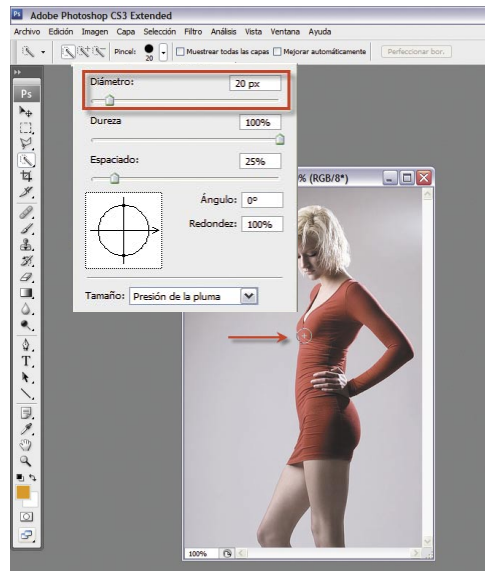 Ps Adobe Photoshop CS3 Extended
Archivo Edición Imagen Capa Selección Filtro Análisis Vista Ventana Ayuda
Pincel: 20 Muestrear todas las capas Mejorar automáticamente Perfeccionar bor.
Ps
Diámetro: 20 px
Dureza 100%
Espaciado: 25%
Ángulo: 0°
Redondez: 100%
Tamaño: Presión de la pluma
% (RGB/8*)
T
100%